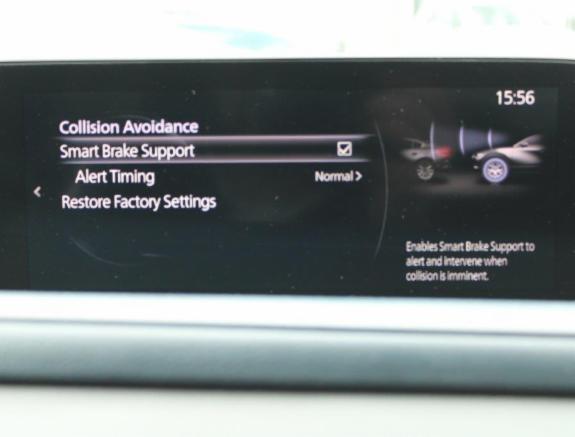 15:56
Collision Avoidance
Smart Brake Support
Alert Timing
Normal >
Restore Factory Settings
<
Enables Smart Brake Support to
alert and intervene when
collision is imminent.